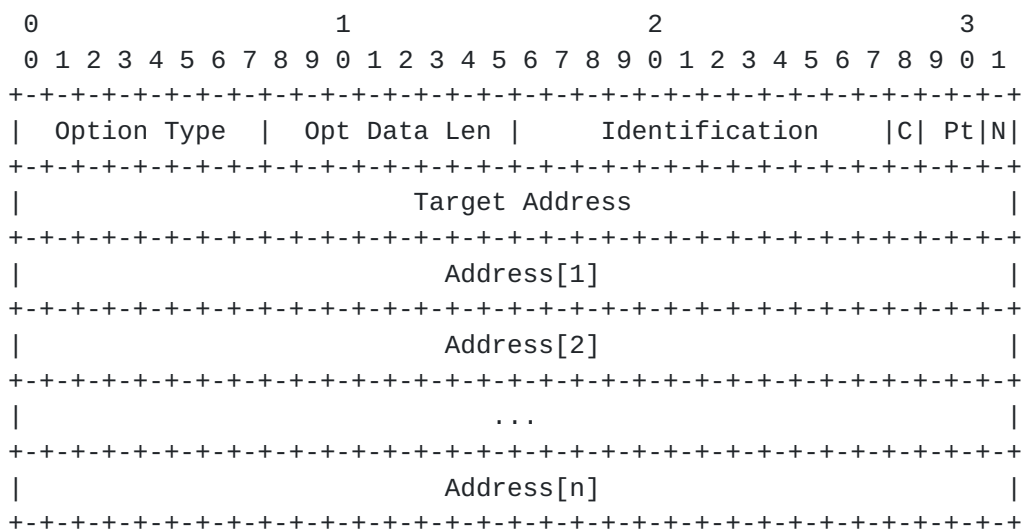 0                   1                   2                   3
 0 1 2 3 4 5 6 7 8 9 0 1 2 3 4 5 6 7 8 9 0 1 2 3 4 5 6 7 8 9 0 1
+-+-+-+-+-+-+-+-+-+-+-+-+-+-+-+-+-+-+-+-+-+-+-+-+-+-+-+-+-+-+-+-+
|  Option Type  | Opt Data Len |     Identification    |C| Pt|N|
+-+-+-+-+-+-+-+-+-+-+-+-+-+-+-+-+-+-+-+-+-+-+-+-+-+-+-+-+-+-+-+-+
|                         Target Address                        |
+-+-+-+-+-+-+-+-+-+-+-+-+-+-+-+-+-+-+-+-+-+-+-+-+-+-+-+-+-+-+-+-+
|                           Address[1]                          |
+-+-+-+-+-+-+-+-+-+-+-+-+-+-+-+-+-+-+-+-+-+-+-+-+-+-+-+-+-+-+-+-+
|                           Address[2]                          |
+-+-+-+-+-+-+-+-+-+-+-+-+-+-+-+-+-+-+-+-+-+-+-+-+-+-+-+-+-+-+-+-+
|                              ...                              |
+-+-+-+-+-+-+-+-+-+-+-+-+-+-+-+-+-+-+-+-+-+-+-+-+-+-+-+-+-+-+-+-+
|                           Address[n]                          |
+-+-+-+-+-+-+-+-+-+-+-+-+-+-+-+-+-+-+-+-+-+-+-+-+-+-+-+-+-+-+-+-+